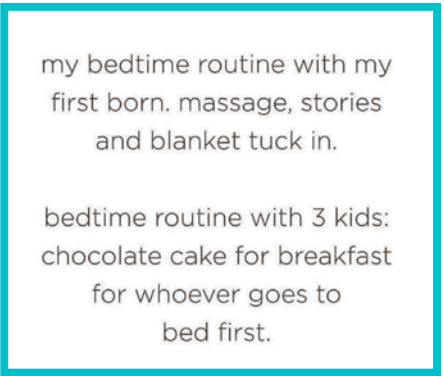 my bedtime routine with my
first born. massage, stories
and blanket tuck in.
bedtime routine with 3 kids:
chocolate cake for breakfast
for whoever goes to
bed first.